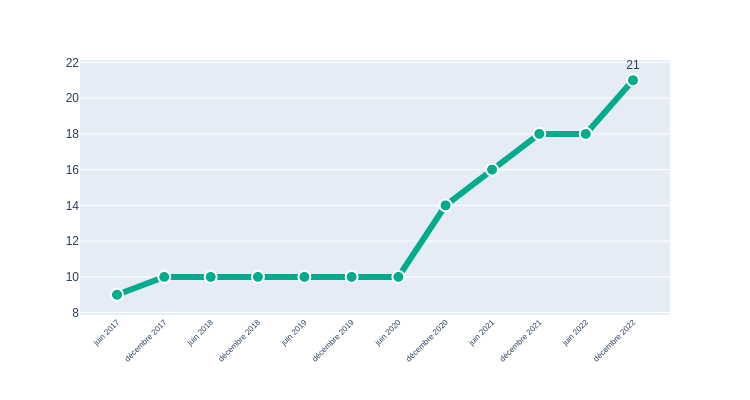 21
22
20
18
16
14
12
10
8
juin 2017
décembre 2017
juin 2018
décembre 2018
juin 2019
décembre 2019
juin 2020
décembre 2020
juin 2021
décembre 2021
juin 2022
décembre 2022